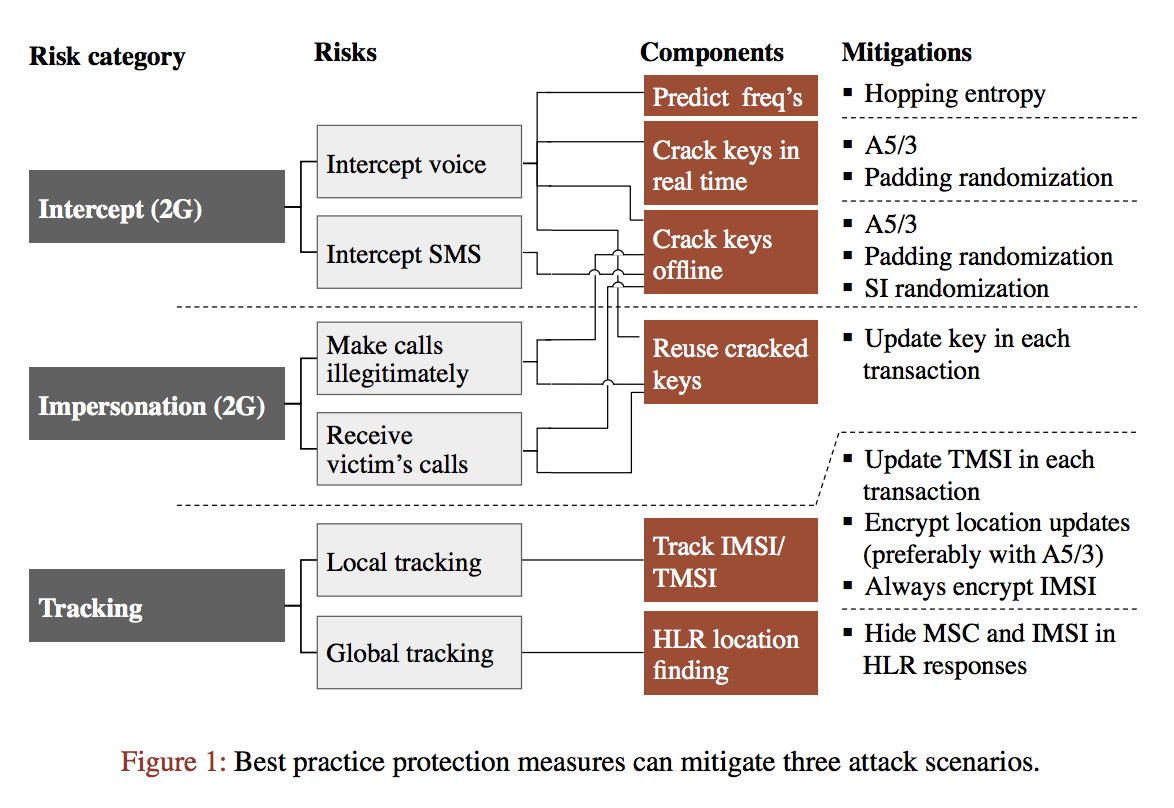 Risk category
Risks
Components
Mitigations
Intercept (2G)
Intercept voice
Intercept SMS
Predict freq’s
Crack keys in
real time
Crack keys
offline
▪ Hopping entropy
▪ A5/3
▪ Padding randomization
▪ A5/3
▪ Padding randomization
▪ SI randomization
Impersonation (2G)
Make calls
illegitimately
Receive
victim’s calls
Reuse cracked
keys
▪ Update key in each
transaction
Tracking
Local tracking
Global tracking
Track IMSI/
TMSI
HLR location
finding
▪ Update TMSI in each
transaction
▪ Encrypt location updates
(preferably with A5/3)
▪ Always encrypt IMSI
▪ Hide MSC and IMSI in
HLR responses
Figure 1: Best practice protection measures can mitigate three attack scenarios.